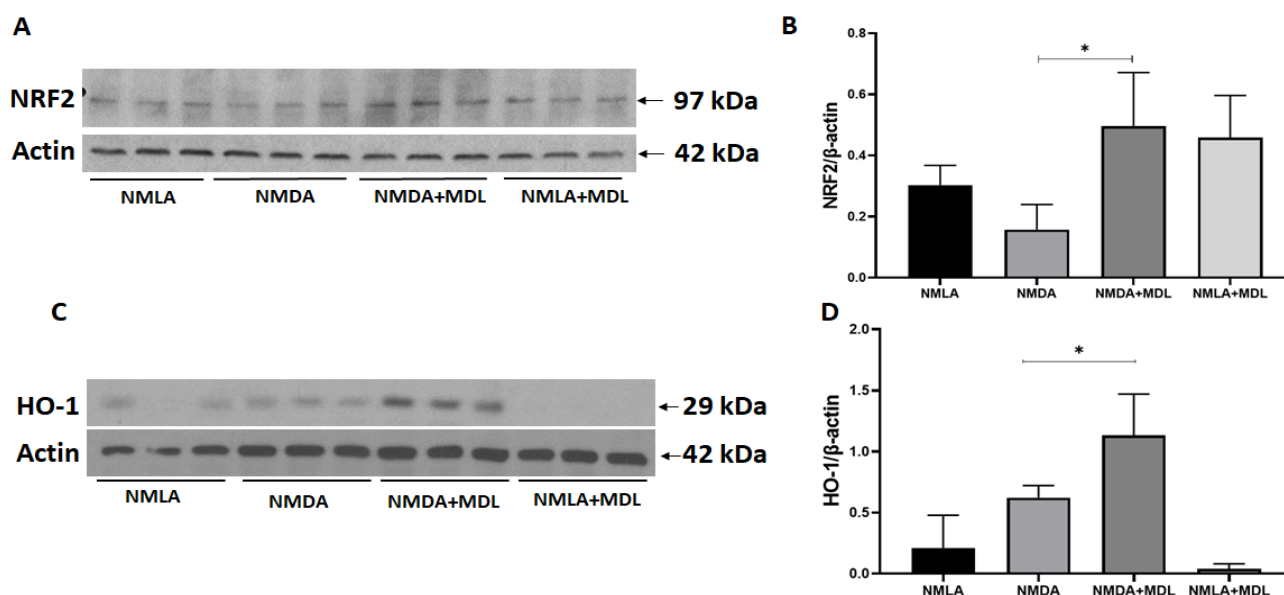 A
NRF2
97 kDa
Actin
42 kDa
NMLA
NMDA
NMDA+MDL
NMLA+MDL
B
0.8
*
0.6
0.4
0.2
0.0
NRF2/β-actin
NMLA
NMDA
NMDA+MDL
NMLA+MDL
C
HO-1
29 kDa
Actin
42 kDa
NMLA
NMDA
NMDA+MDL
NMLA+MDL
D
2.0
*
1.5
1.0
0.5
0.0
HO-1/β-actin
NMLA
NMDA
NMDA+MDL
NMLA+MDL